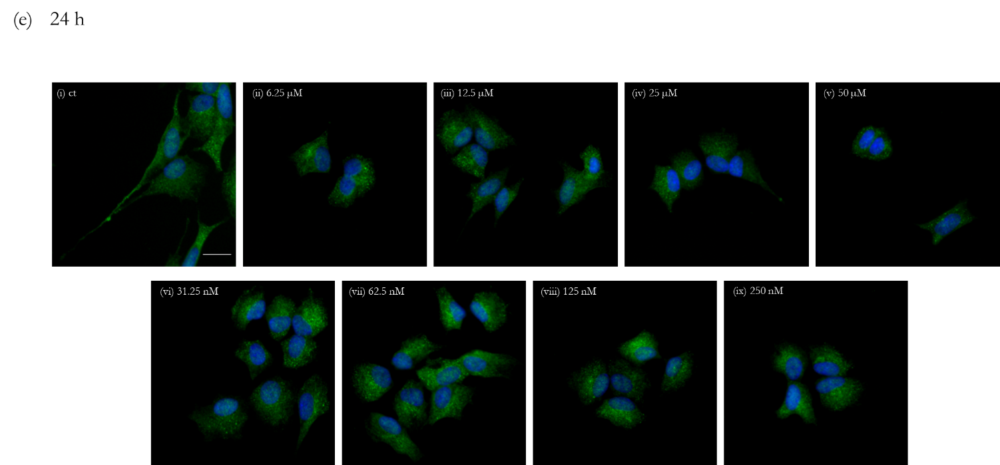 (e) 24 h
(i) ct
(ii) 6.25 µM
(iii) 12.5 µM
(iv) 25 µM
(v) 50 µM
(vi) 31.25 nM
(vii) 62.5 nM
(viii) 125 nM
(ix) 250 nM